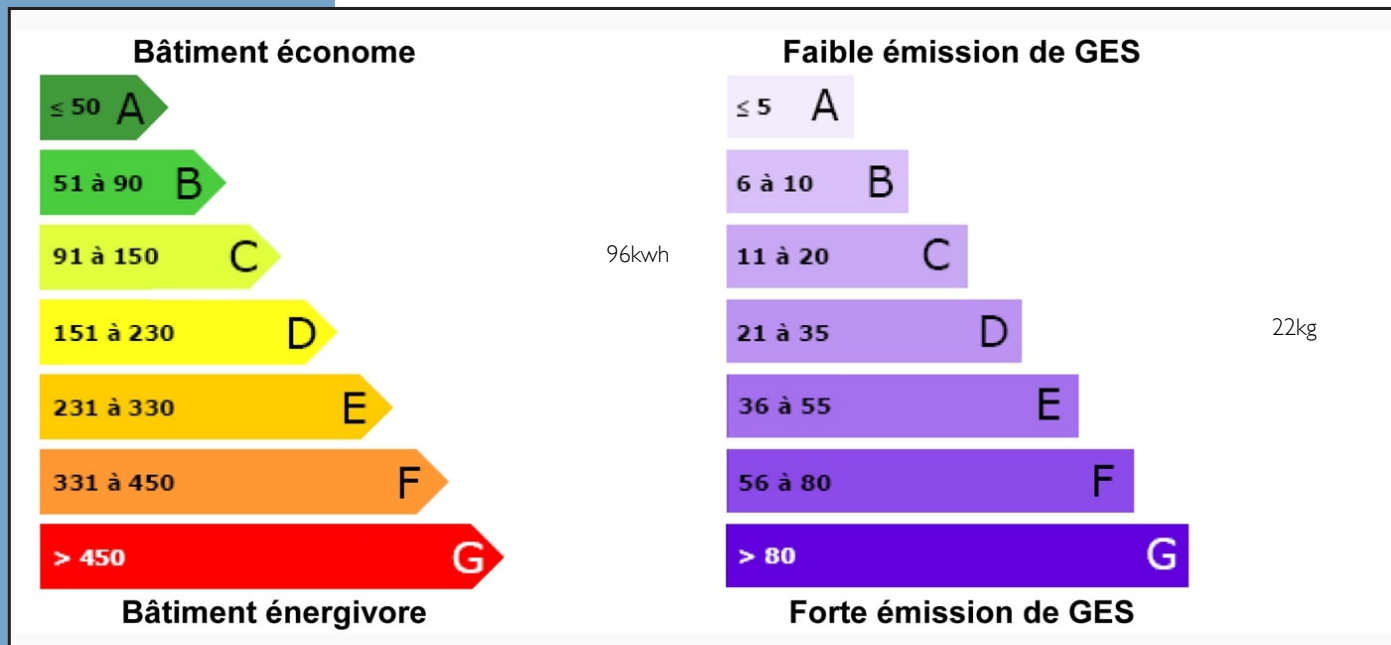 Bâtiment économe
≤ 50 A
51 à 90 B
91 à 150 C
96kwh
151 à 230 D
231 à 330 E
331 à 450 F
> 450 G
Bâtiment énergivore
Faible émission de GES
≤ 5 A
6 à 10 B
11 à 20 C
21 à 35 D
22kg
36 à 55 E
56 à 80 F
> 80 G
Forte émission de GES